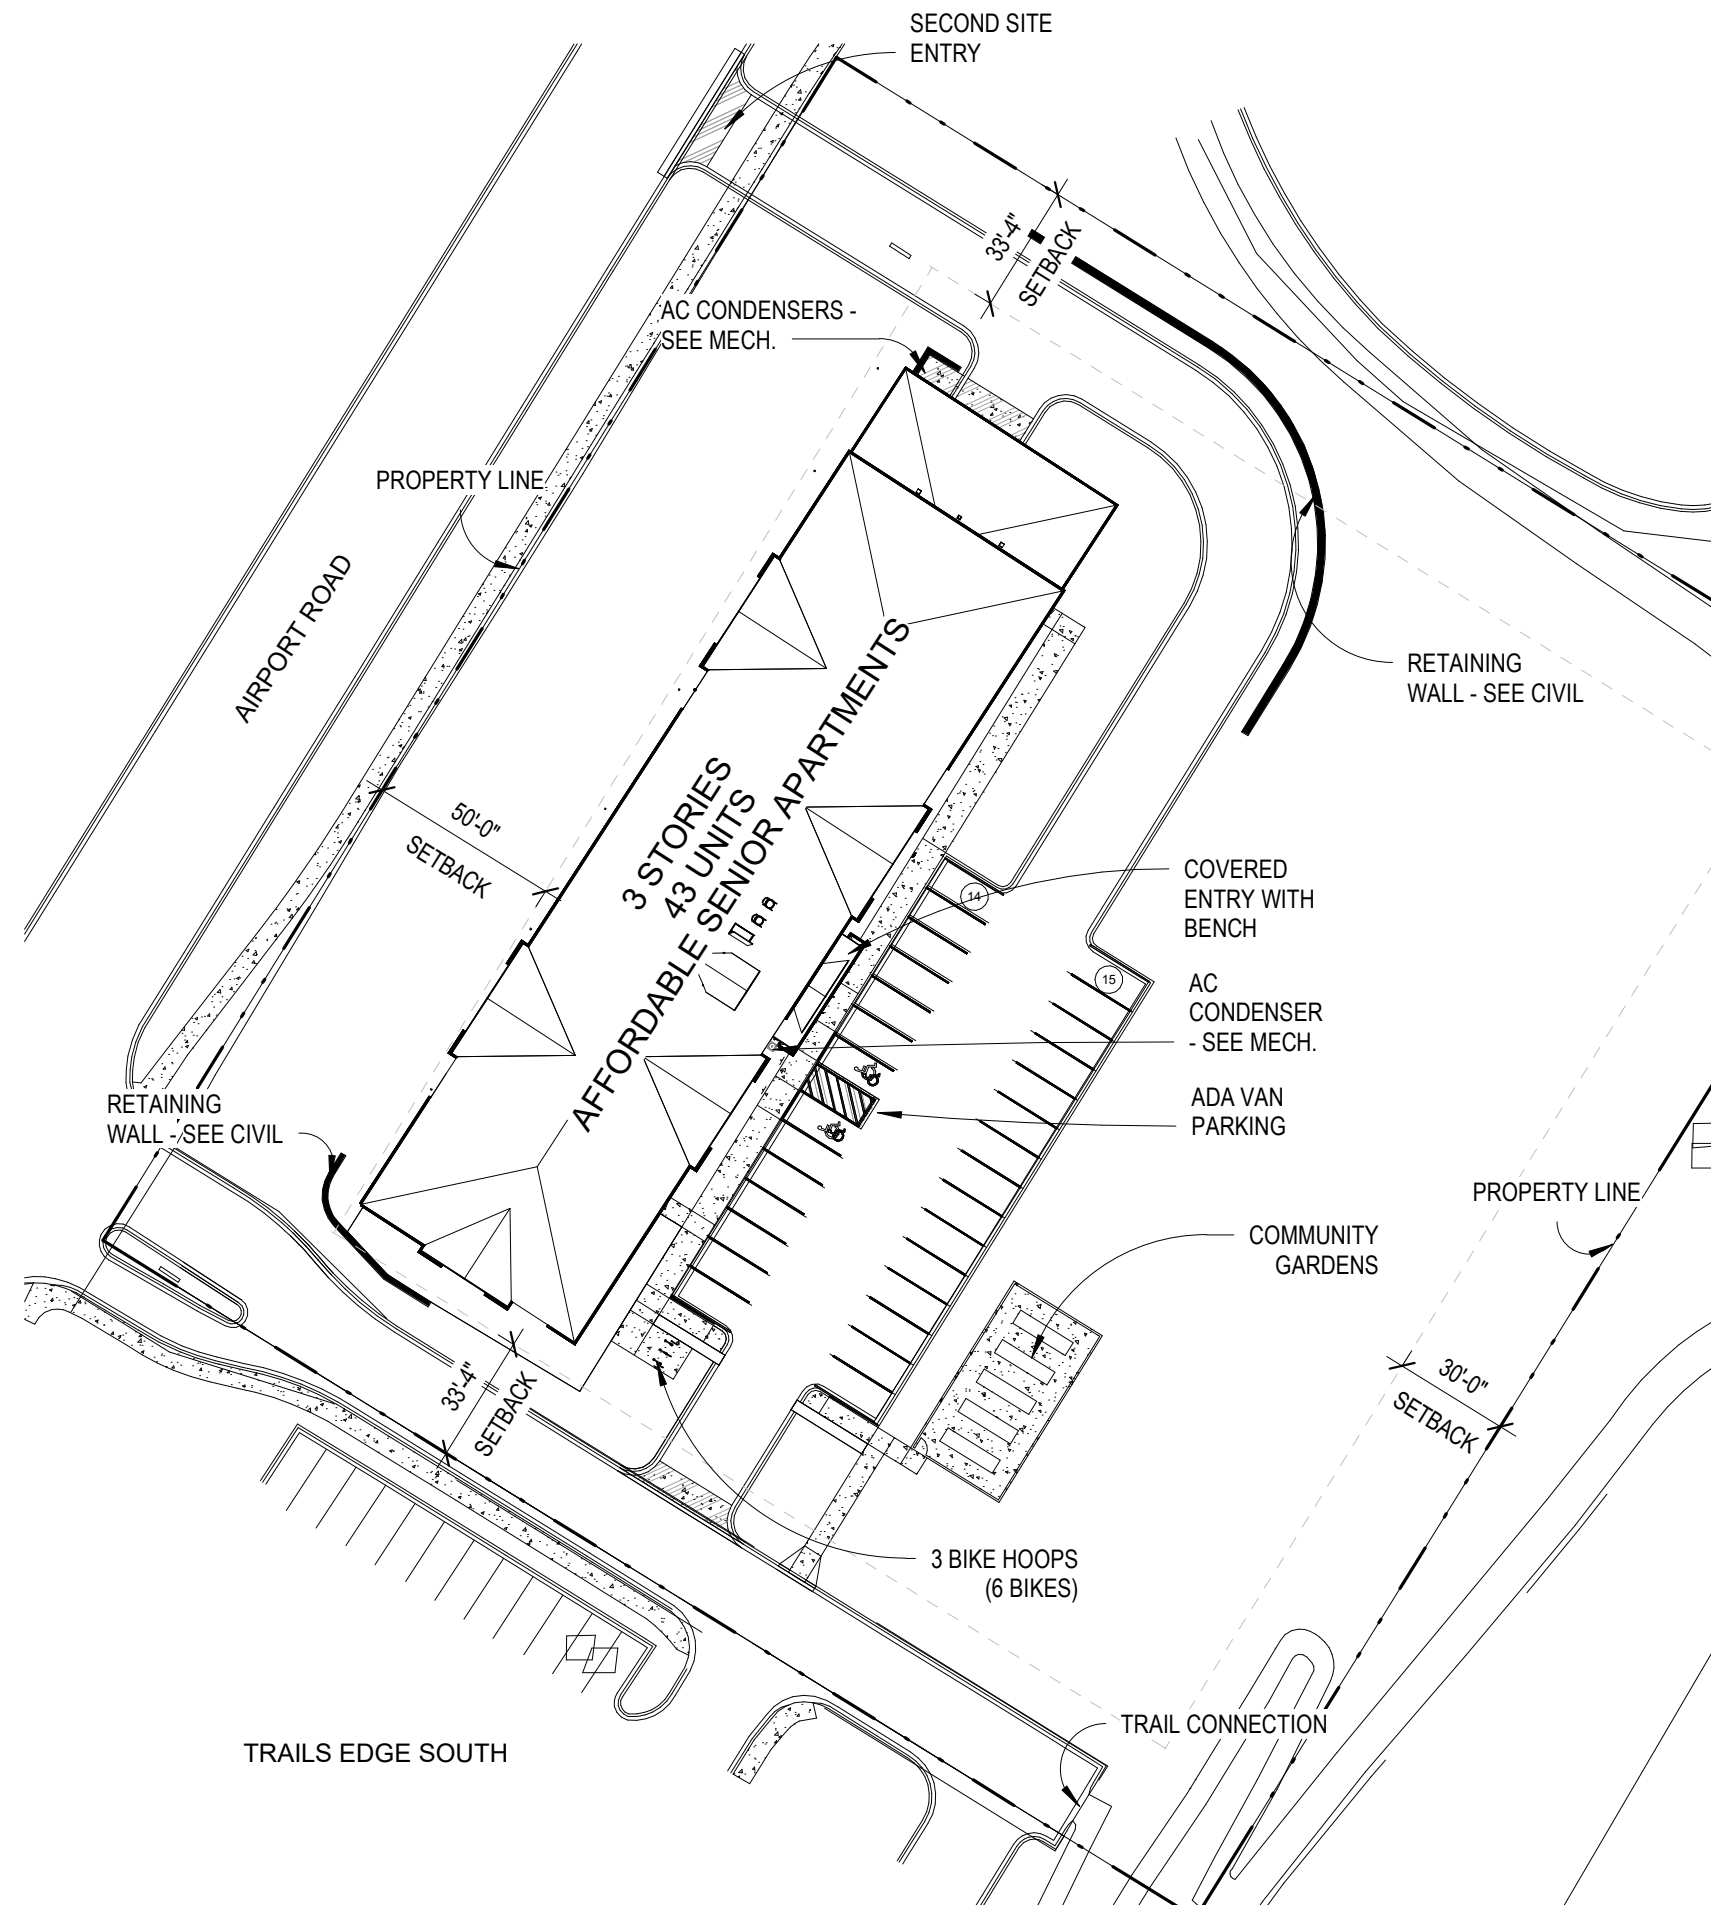 SECOND SITE
ENTRY
33'-4"
SETBACK
AC CONDENSERS -
SEE MECH.
PROPERTY LINE
AIRPORT ROAD
RETAINING
WALL - SEE CIVIL
50'-0"
SETBACK
3 STORIES
43 UNITS
AFFORDABLE SENIOR APARTMENTS
14
COVERED
ENTRY WITH
BENCH
15
AC
CONDENSER
- SEE MECH.
ADA VAN
PARKING
RETAINING
WALL - SEE CIVIL
PROPERTY LINE
COMMUNITY
GARDENS
33'-4"
SETBACK
30'-0"
SETBACK
3 BIKE HOOPS
(6 BIKES)
TRAIL CONNECTION
TRAILS EDGE SOUTH